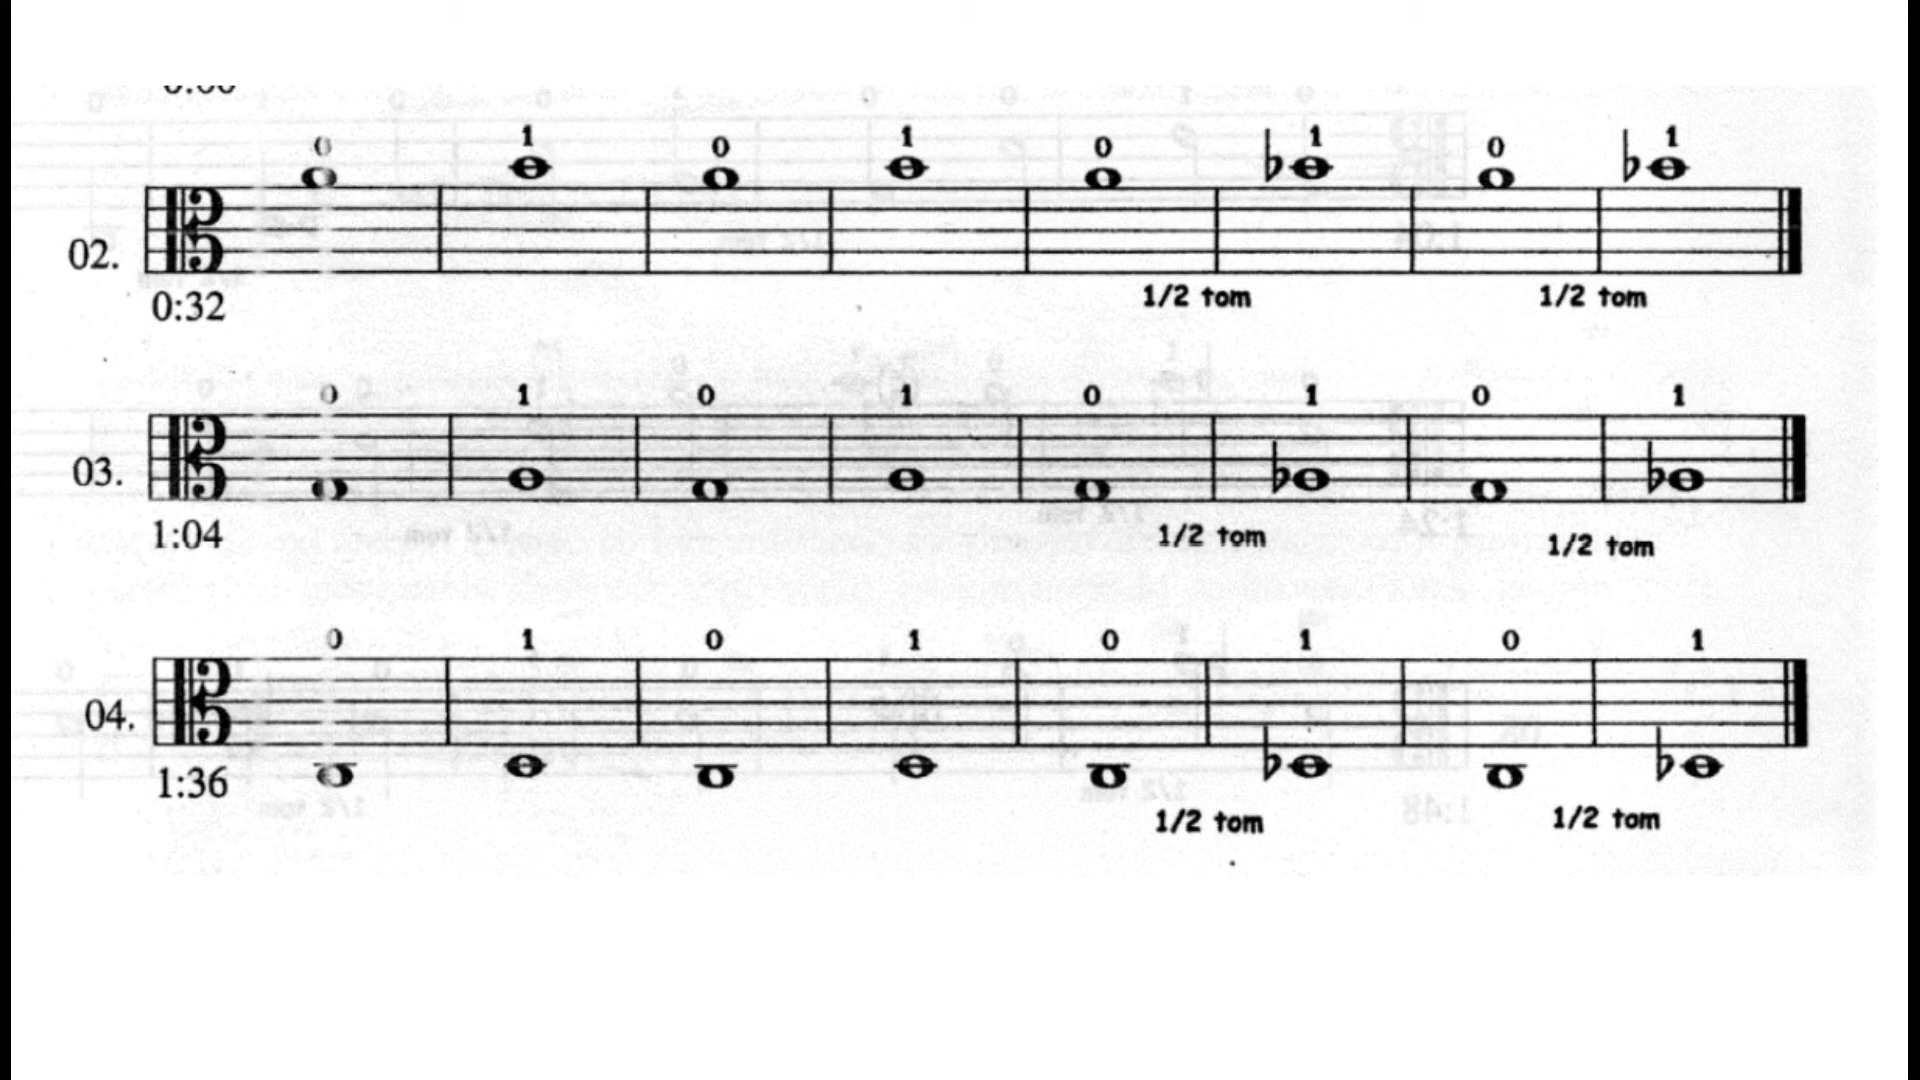 0 1 0 1 0 1 0 1
02.
0:32 1/2 tom 1/2 tom
0 1 0 1 0 1 0 1
03.
1:04 1/2 tom 1/2 tom
0 1 0 1 0 1 0 1
04.
1:36 1/2 tom 1/2 tom